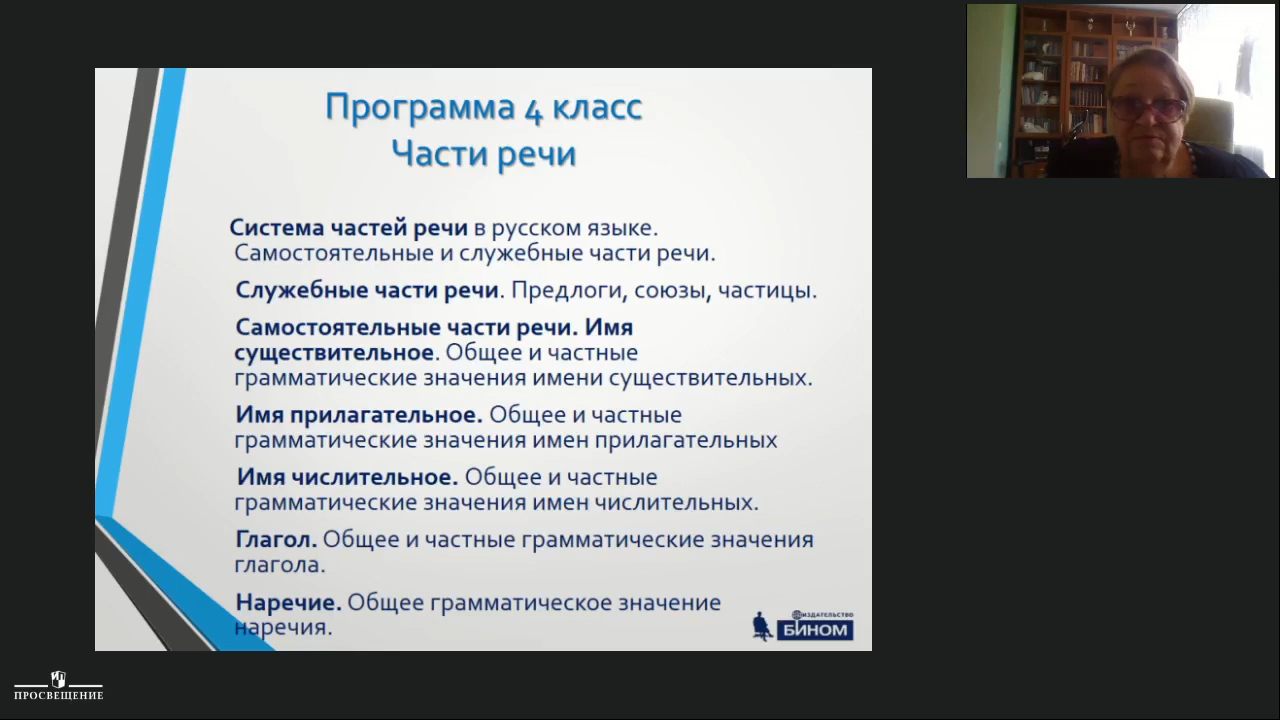 Программа 4 класс
Части речи
Система частей речи в русском языке.
Самостоятельные и служебные части речи.
Служебные части речи. Предлоги, союзы, частицы.
Самостоятельные части речи. Имя
существительное. Общее и частные
грамматические значения имени существительных.
Имя прилагательное. Общее и частные
грамматические значения имен прилагательных
Имя числительное. Общее и частные
грамматические значения имен числительных.
Глагол. Общее и частные грамматические значения
глагола.
Наречие. Общее грамматическое значение
наречия.
ИЗДАТЕЛЬСТВО
БИНОМ
ПРОСВЕЩЕНИЕ